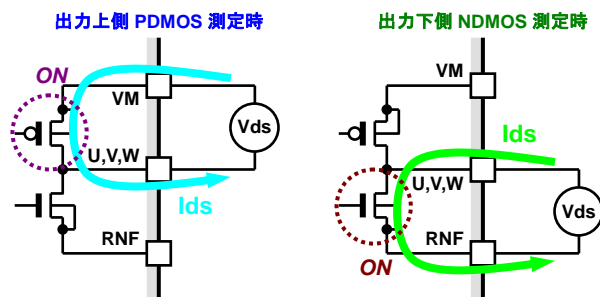 出力上側 PDMOS 測定時
ON
VM
Vds
U,V,W
Ids
RNF
出力下側 NDMOS 測定時
VM
Ids
U,V,W
Vds
RNF
ON